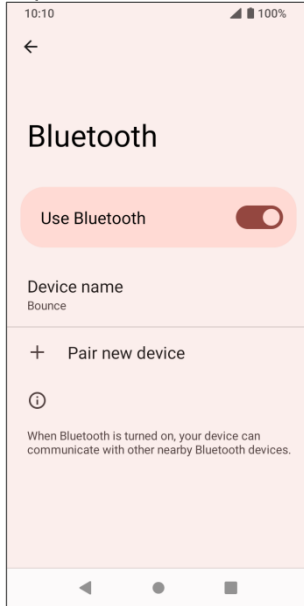 10:10 100%
Bluetooth
Use Bluetooth
Device name
Bounce
Pair new device
When Bluetooth is turned on, your device can
communicate with other nearby Bluetooth devices.